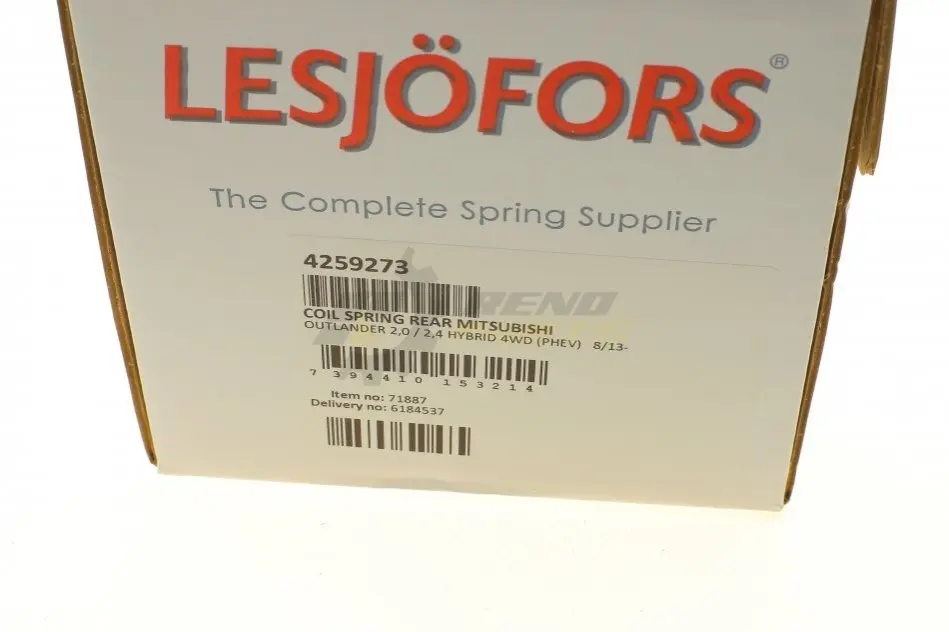 LESJÖFORS®
The Complete Spring Supplier
4259273
COIL SPRING REAR MITSUBISHI
OUTLANDER 2,0 / 2,4 HYBRID 4WD (PHEV) 8/13-
7 394410 153214
Item no: 71887
Delivery no: 6184537